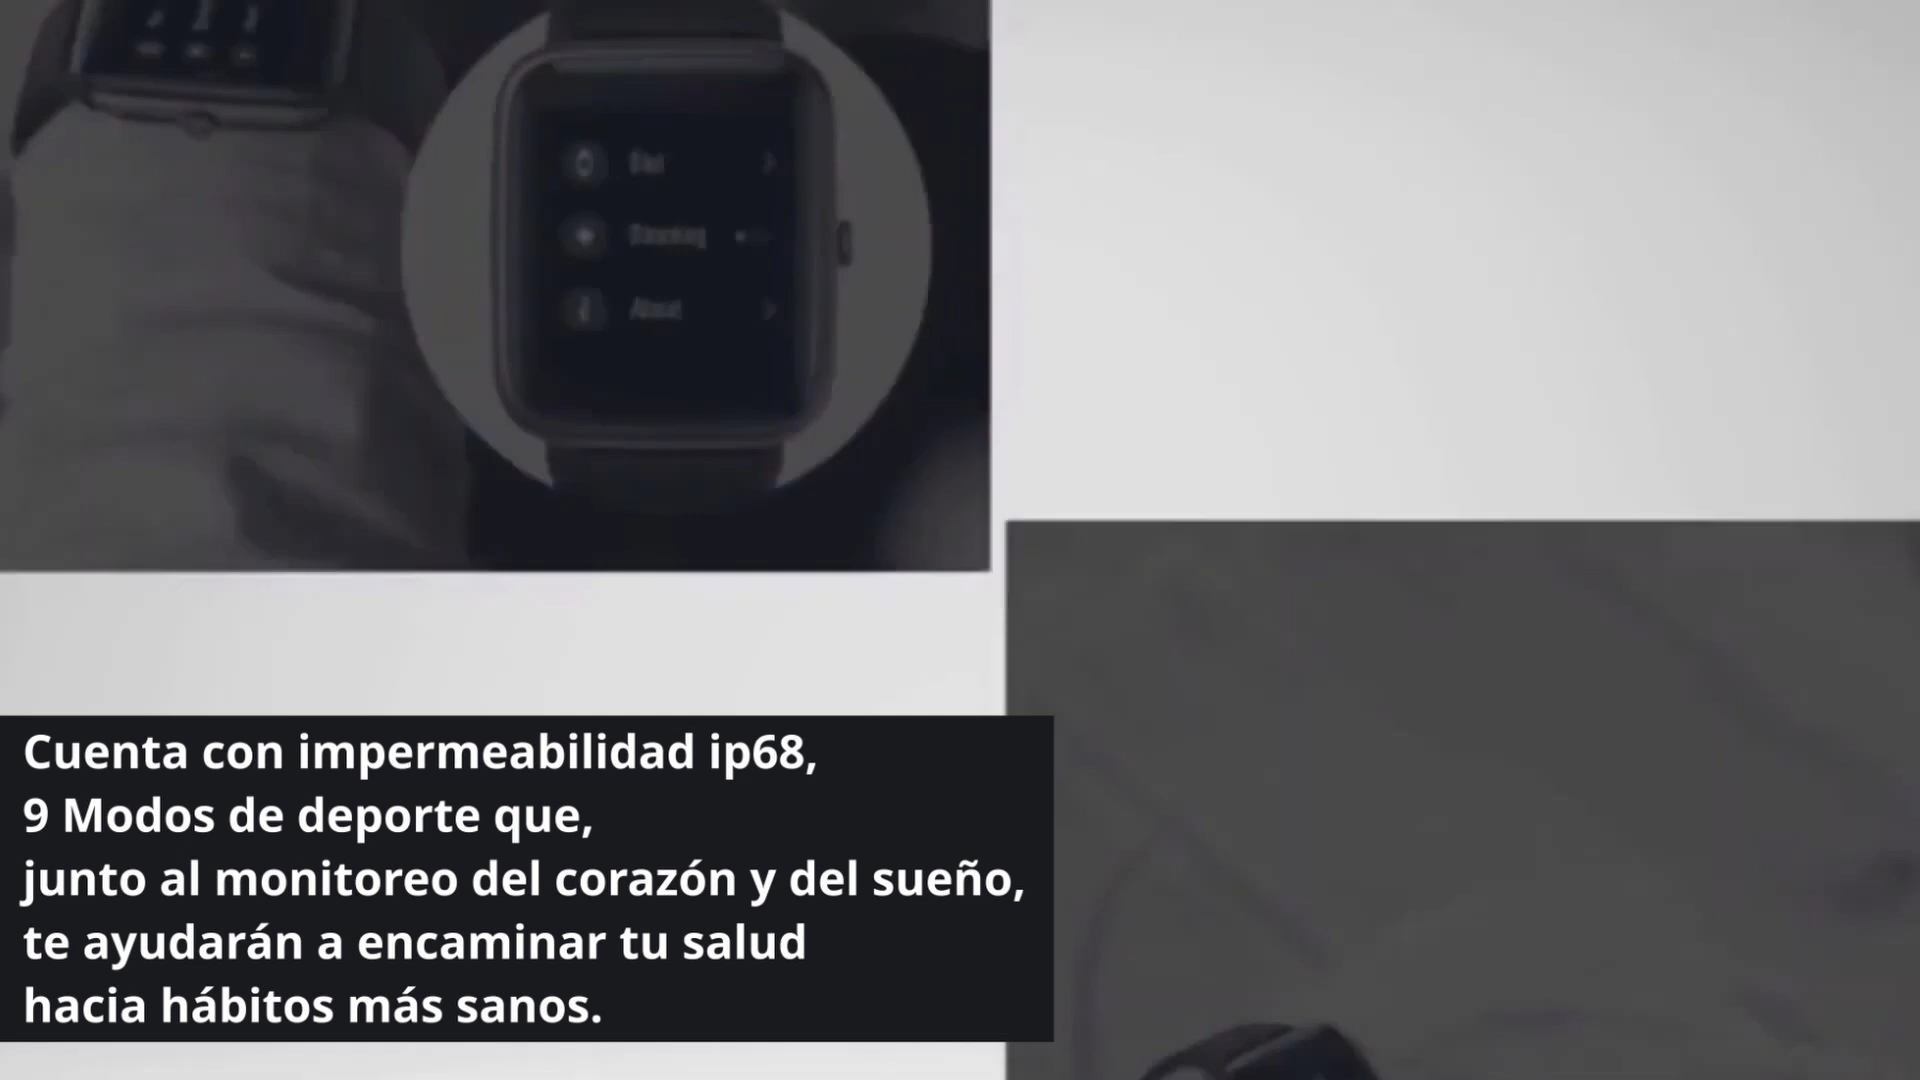 About
Cuenta con impermeabilidad ip68,
9 Modos de deporte que,
junto al monitoreo del corazón y del sueño,
te ayudarán a encaminar tu salud
hacia hábitos más sanos.